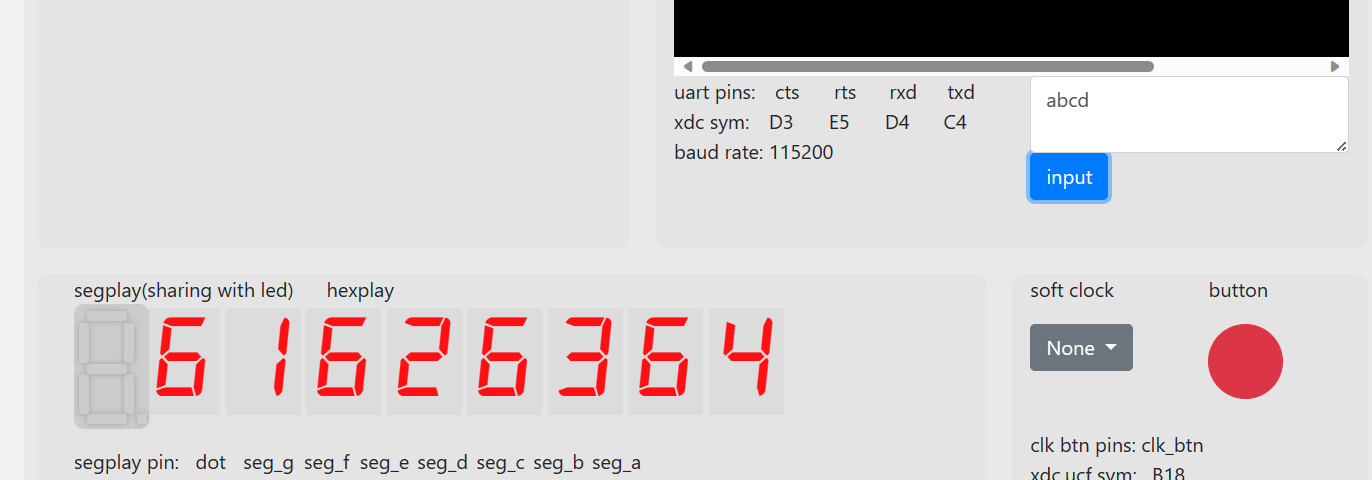 uart pins: cts rts rxd txd
xdc sym: D3 E5 D4 C4
baud rate: 115200
abcd
input
segplay(sharing with led) hexplay
61626364
segplay pin: dot seg_g seg_f seg_e seg_d seg_c seg_b seg_a
soft clock button
None
clk btn pins: clk_btn
xdc ucf sym: B18